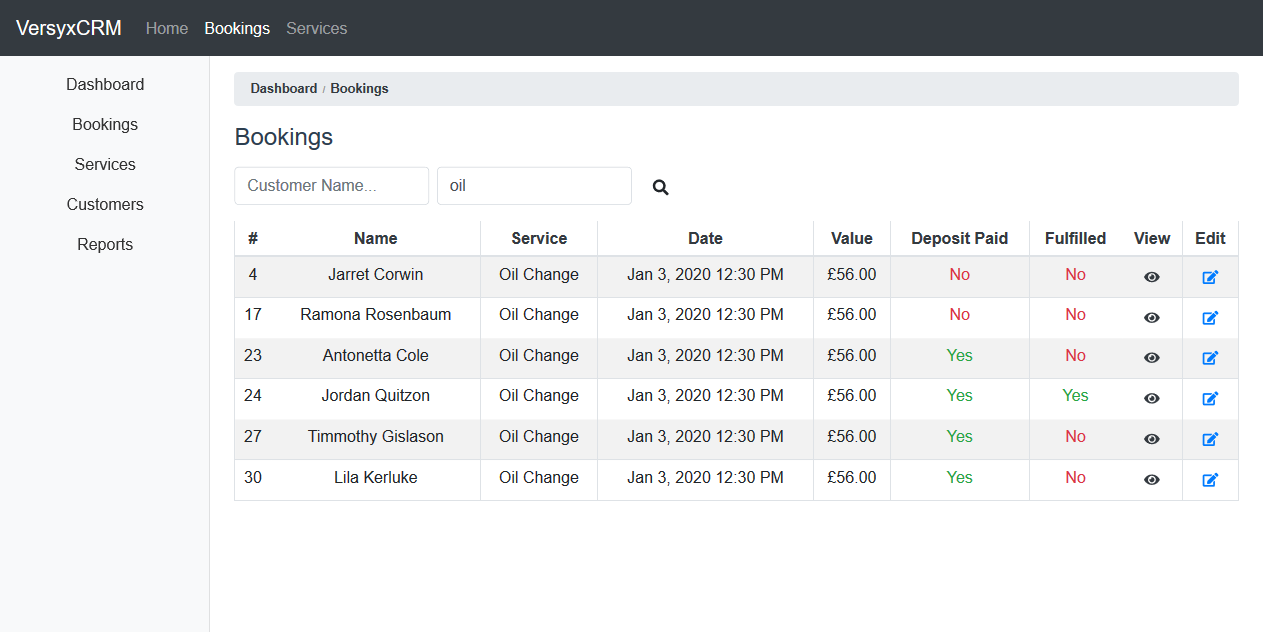 VersyxCRM Home Bookings Services
Dashboard
Bookings
Services
Customers
Reports
Dashboard / Bookings
Bookings
Customer Name... oil
# Name Service Date Value Deposit Paid Fulfilled View Edit
4 Jarret Corwin Oil Change Jan 3, 2020 12:30 PM £56.00 No No
17 Ramona Rosenbaum Oil Change Jan 3, 2020 12:30 PM £56.00 No No
23 Antonetta Cole Oil Change Jan 3, 2020 12:30 PM £56.00 Yes No
24 Jordan Quitzon Oil Change Jan 3, 2020 12:30 PM £56.00 Yes Yes
27 Timmothy Gislason Oil Change Jan 3, 2020 12:30 PM £56.00 Yes No
30 Lila Kerluke Oil Change Jan 3, 2020 12:30 PM £56.00 Yes No